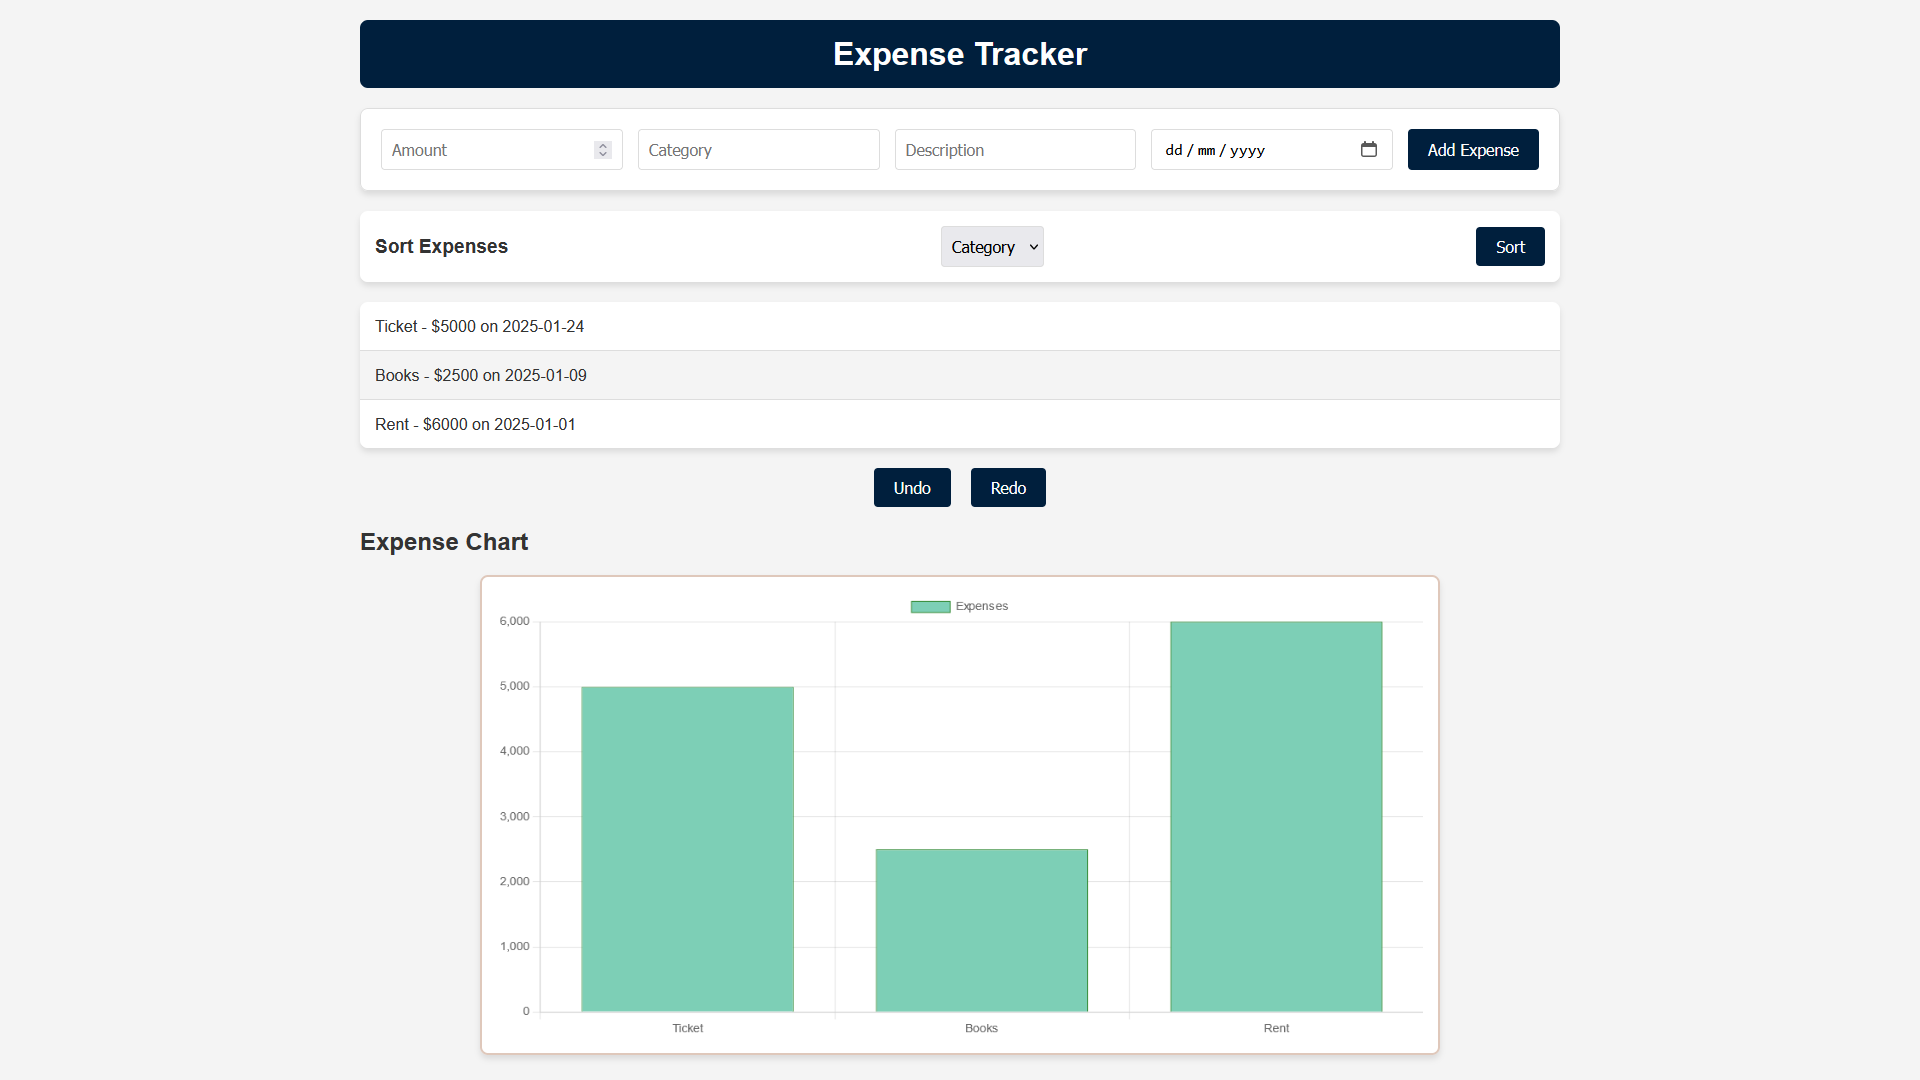 Expense Tracker
Amount
Category
Description
dd / mm / yyyy
Add Expense
Sort Expenses
Category
Sort
Ticket - $5000 on 2025-01-24
Books - $2500 on 2025-01-09
Rent - $6000 on 2025-01-01
Undo
Redo
Expense Chart
Expenses
6,000
5,000
4,000
3,000
2,000
1,000
0
Ticket
Books
Rent